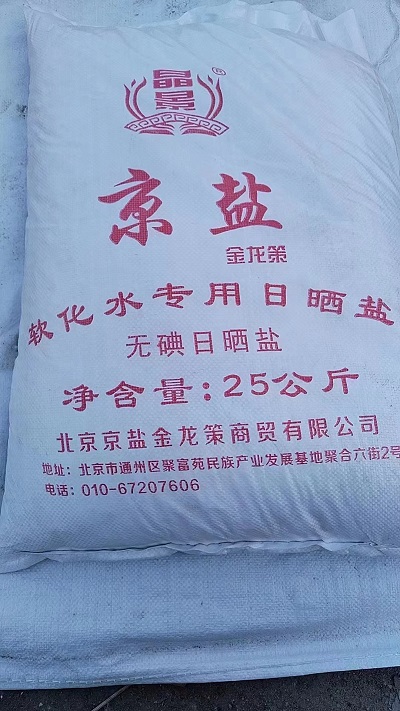 晶景®
京盐
金龙策
软化水专用日晒盐
无碘日晒盐
净含量:25公斤
北京京盐金龙策商贸有限公司
地址:北京市通州区聚富苑民族产业发展基地聚合六街2号
电话:010-67207606